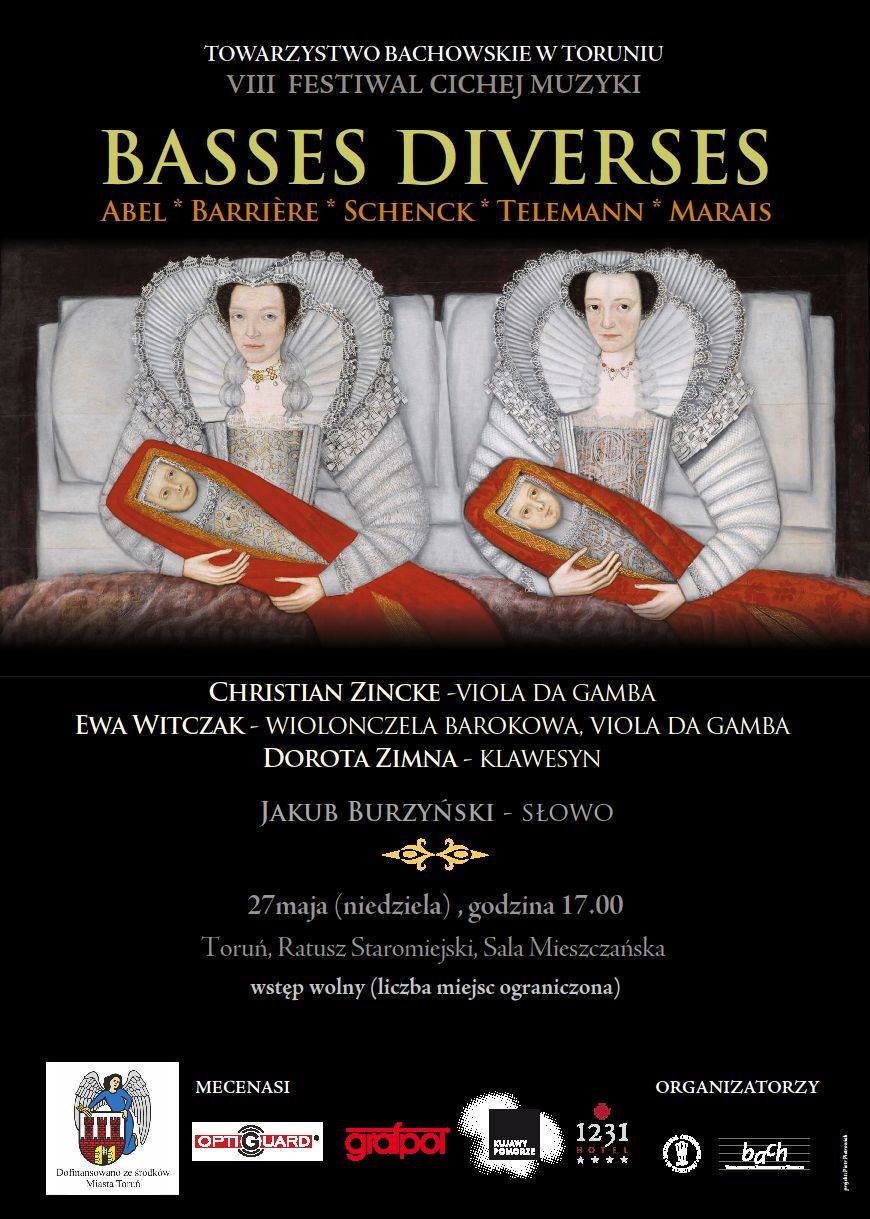 TOWARZYSTWO BACHOWSKIE W TORUNIU
VIII FESTIWAL CICHEJ MUZYKI
BASSES DIVERSES
ABEL * BARRIÈRE * SCHENCK * TELEMANN * MARAIS
CHRISTIAN ZINCKE -VIOLA DA GAMBA
EWA WITCZAK - WIOLONCZELA BAROKOWA, VIOLA DA GAMBA
DOROTA ZIMNA - KLAWESYN
JAKUB BURZYŃSKI - SŁOWO
27maja (niedziela) , godzina 17.00
Toruń, Ratusz Staromiejski, Sala Mieszczańska
wstęp wolny (liczba miejsc ograniczona)
MECENASI
ORGANIZATORZY
OPTIGUARD
grafpol
KUJAWY
POMORZE
1231
HOTEL
bach
Dofinansowano ze środków
Miasta Toruń